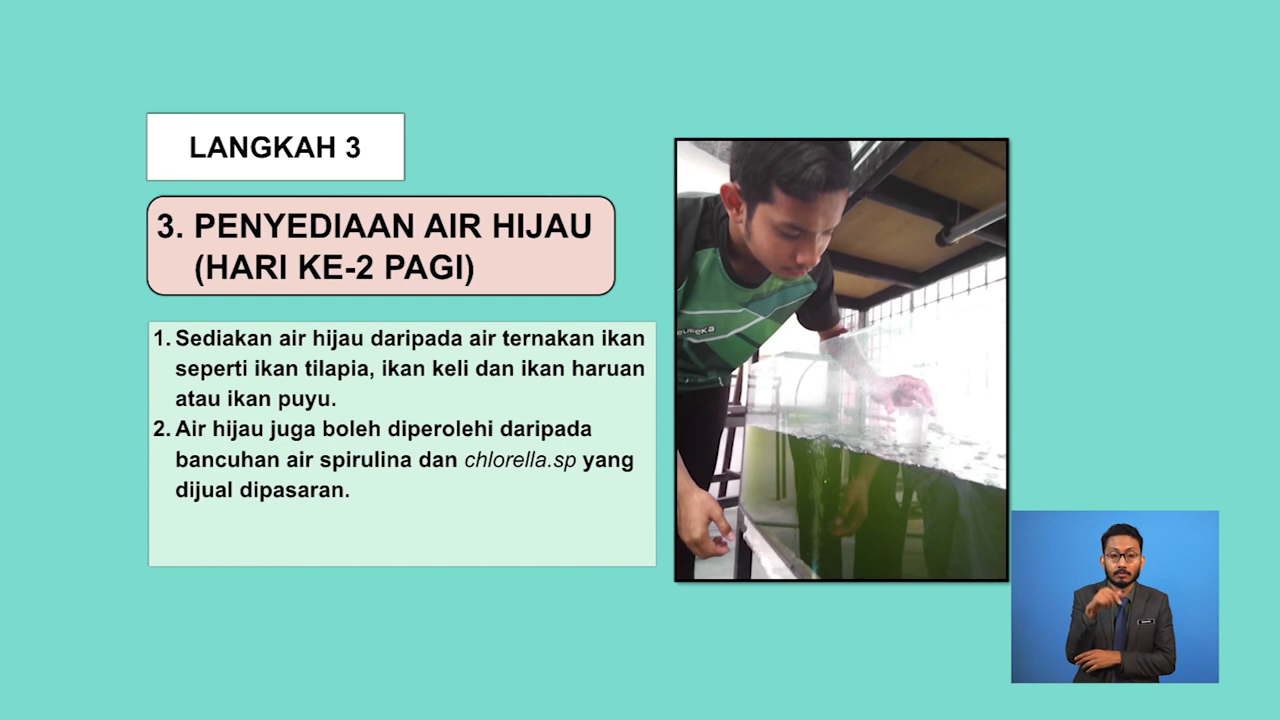 LANGKAH 3
3. PENYEDIAAN AIR HIJAU
(HARI KE-2 PAGI)
1. Sediakan air hijau daripada air ternakan ikan
seperti ikan tilapia, ikan keli dan ikan haruan
atau ikan puyu.
2. Air hijau juga boleh diperolehi daripada
bancuhan air spirulina dan chlorella.sp yang
dijual dipasaran.